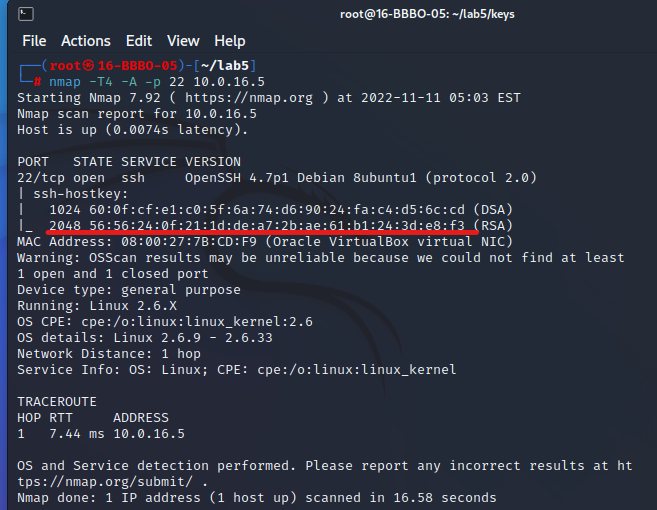 root@16-BBBO-05: ~/lab5/keys
File Actions Edit View Help
┌──(root㉿16-BBBO-05)-[~/lab5]
└─# nmap -T4 -A -p 22 10.0.16.5
Starting Nmap 7.92 ( https://nmap.org ) at 2022-11-11 05:03 EST
Nmap scan report for 10.0.16.5
Host is up (0.0074s latency).

PORT   STATE SERVICE VERSION
22/tcp open  ssh     OpenSSH 4.7p1 Debian 8ubuntu1 (protocol 2.0)
| ssh-hostkey:
|   1024 60:0f:cf:e1:c0:5f:6a:74:d6:90:24:fa:c4:d5:6c:cd (DSA)
|_  2048 56:56:24:0f:21:1d:de:a7:2b:ae:61:b1:24:3d:e8:f3 (RSA)
MAC Address: 08:00:27:7B:CD:F9 (Oracle VirtualBox virtual NIC)
Warning: OSScan results may be unreliable because we could not find at least
1 open and 1 closed port
Device type: general purpose
Running: Linux 2.6.X
OS CPE: cpe:/o:linux:linux_kernel:2.6
OS details: Linux 2.6.9 - 2.6.33
Network Distance: 1 hop
Service Info: OS: Linux; CPE: cpe:/o:linux:linux_kernel

TRACEROUTE
HOP RTT     ADDRESS
1   7.44 ms 10.0.16.5

OS and Service detection performed. Please report any incorrect results at ht
tps://nmap.org/submit/ .
Nmap done: 1 IP address (1 host up) scanned in 16.58 seconds